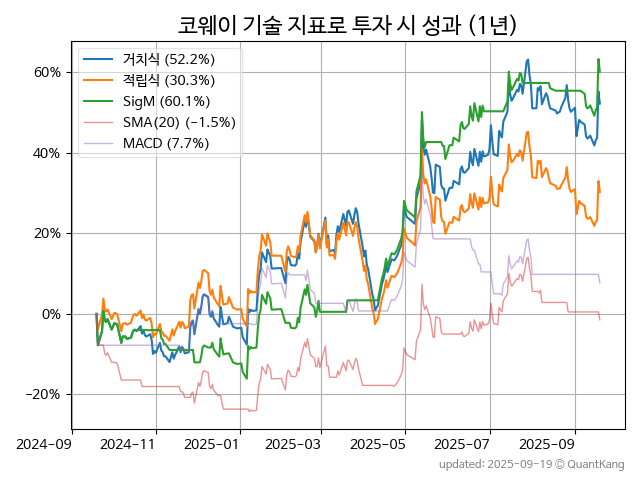 코웨이 기술 지표로 투자 시 성과 (1년)
거치식 (52.2%)
적립식 (30.3%)
SigM (60.1%)
SMA(20) (−1.5%)
MACD (7.7%)
60%
40%
20%
0%
−20%
2024-09 2024-11 2025-01 2025-03 2025-05 2025-07 2025-09
updated: 2025-09-19 © QuantKang